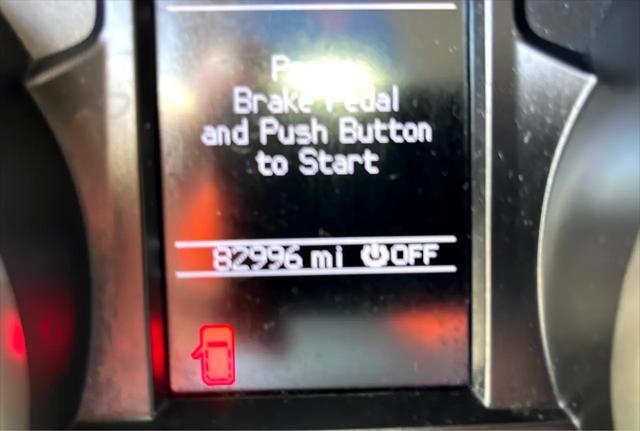 Brake Pedal
and Push Button
to Start
82996 mi OFF